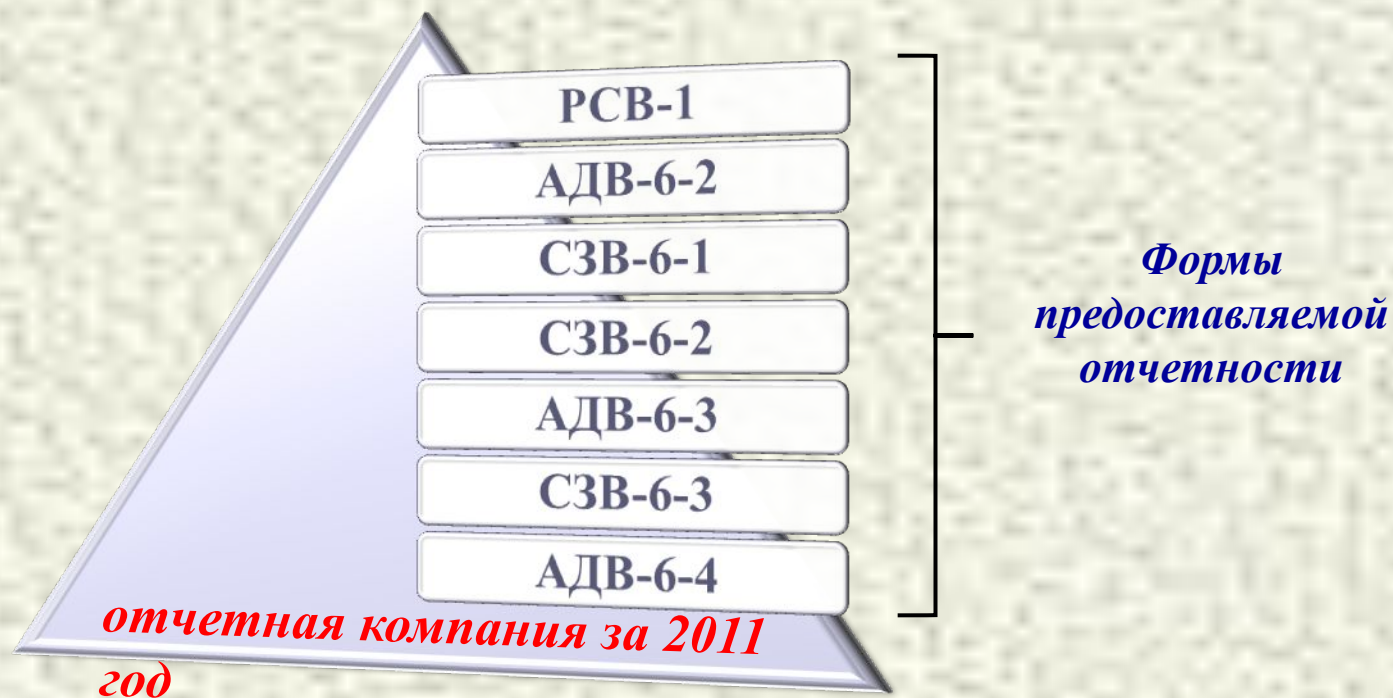 РСВ-1
АДВ-6-2
СЗВ-6-1
СЗВ-6-2
АДВ-6-3
СЗВ-6-3
АДВ-6-4
отчетная компания за 2011
год
Формы
предоставляемой
отчетности